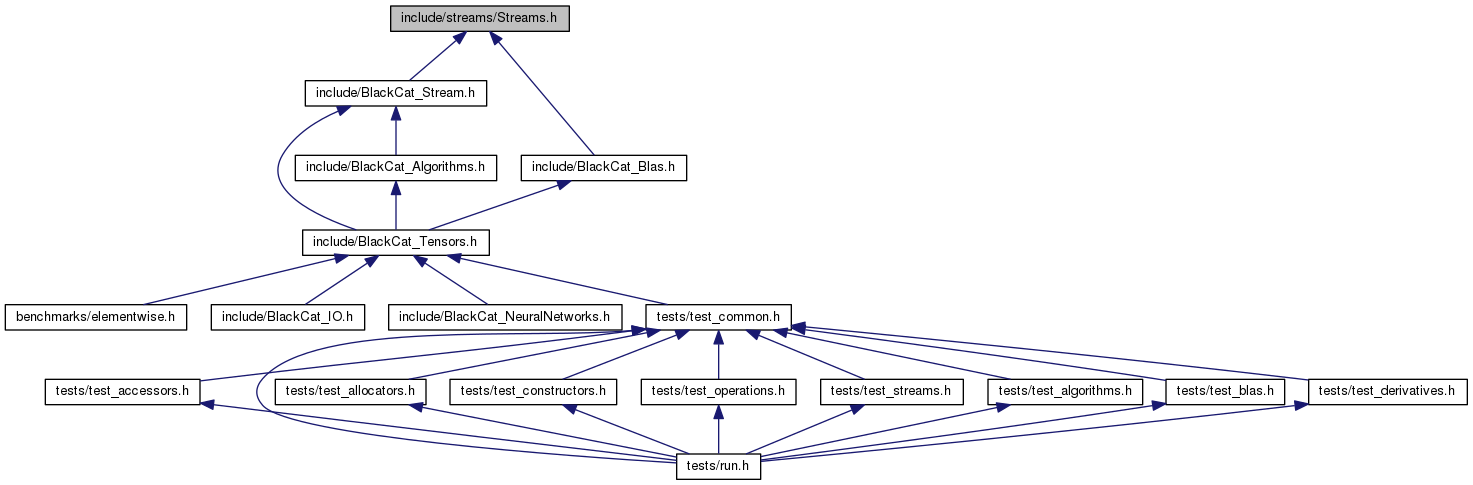 include/streams/Streams.h
include/BlackCat_Stream.h
include/BlackCat_Algorithms.h
include/BlackCat_Blas.h
include/BlackCat_Tensors.h
benchmarks/elementwise.h
include/BlackCat_IO.h
include/BlackCat_NeuralNetworks.h
tests/test_common.h
tests/test_accessors.h
tests/test_allocators.h
tests/test_constructors.h
tests/test_operations.h
tests/test_streams.h
tests/test_algorithms.h
tests/test_blas.h
tests/test_derivatives.h
tests/run.h